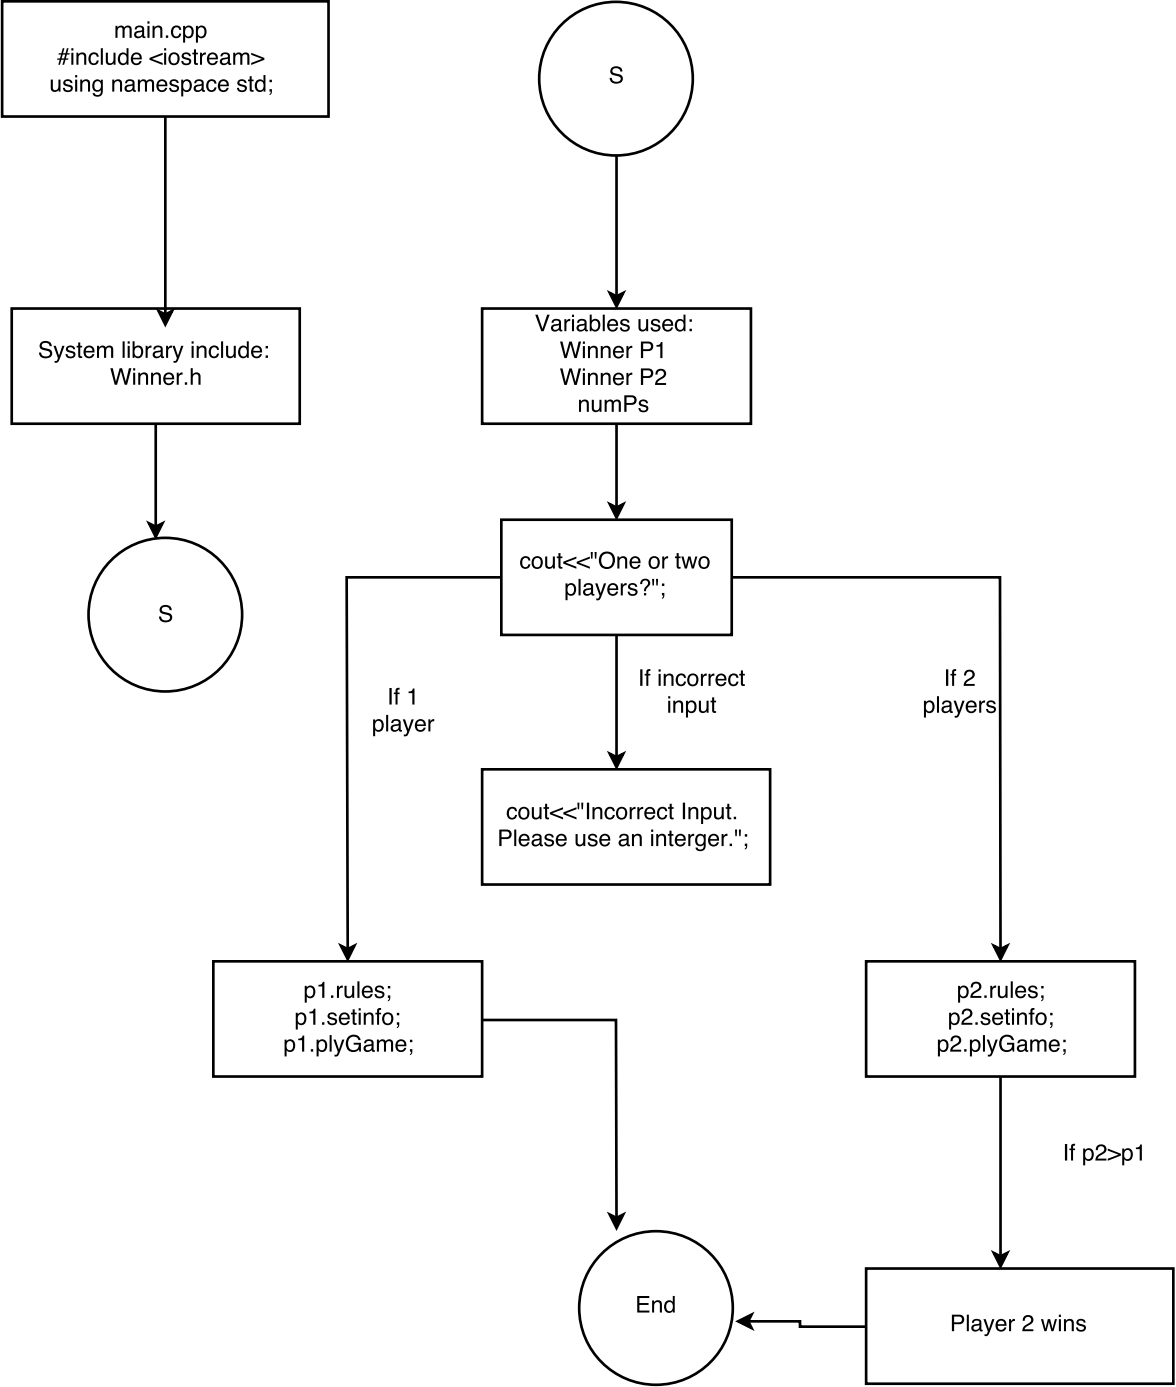 main.cpp
#include <iostream>
using namespace std;
S
System library include:
Winner.h
S
Variables used:
Winner P1
Winner P2
numPs
cout<<"One or two
players?";
If 1
player
If incorrect
input
If 2
players
cout<<"Incorrect Input.
Please use an interger.";
p1.rules;
p1.setinfo;
p1.plyGame;
p2.rules;
p2.setinfo;
p2.plyGame;
If p2>p1
End
Player 2 wins